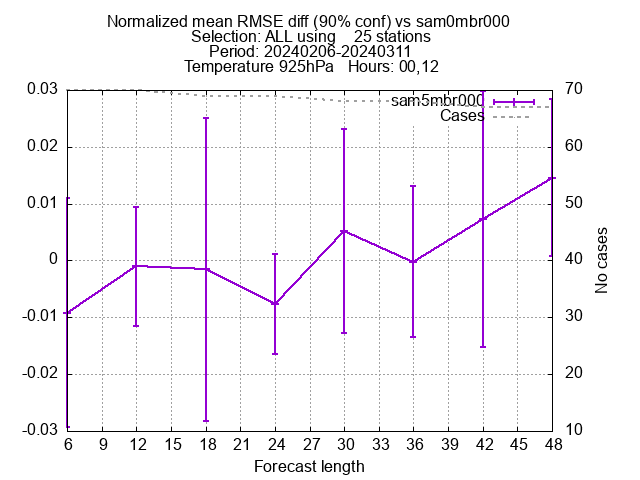 Normalized mean RMSE diff (90% conf) vs sam0mbr000
Selection: ALL using    25 stations
Period: 20240206-20240311
Temperature 925hPa   Hours: 00,12
sam5mbr000
Cases
0.03
0.02
0.01
0
-0.01
-0.02
-0.03
70
60
50
40
30
20
10
No cases
6 9 12 15 18 21 24 27 30 33 36 39 42 45 48
Forecast length